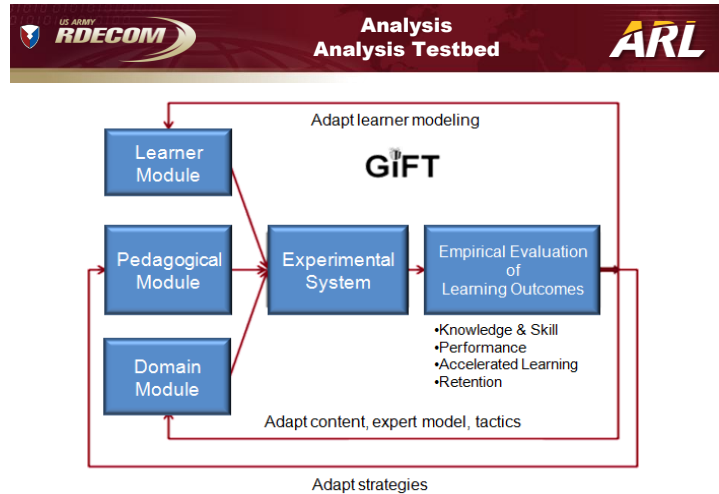 US ARMY
RDECOM
Analysis
Analysis Testbed
ARL
Adapt learner modeling
Learner
Module
GIFT
Pedagogical
Module
Experimental
System
Empirical Evaluation
of
Learning Outcomes
•Knowledge & Skill
•Performance
•Accelerated Learning
•Retention
Domain
Module
Adapt content, expert model, tactics
Adapt strategies